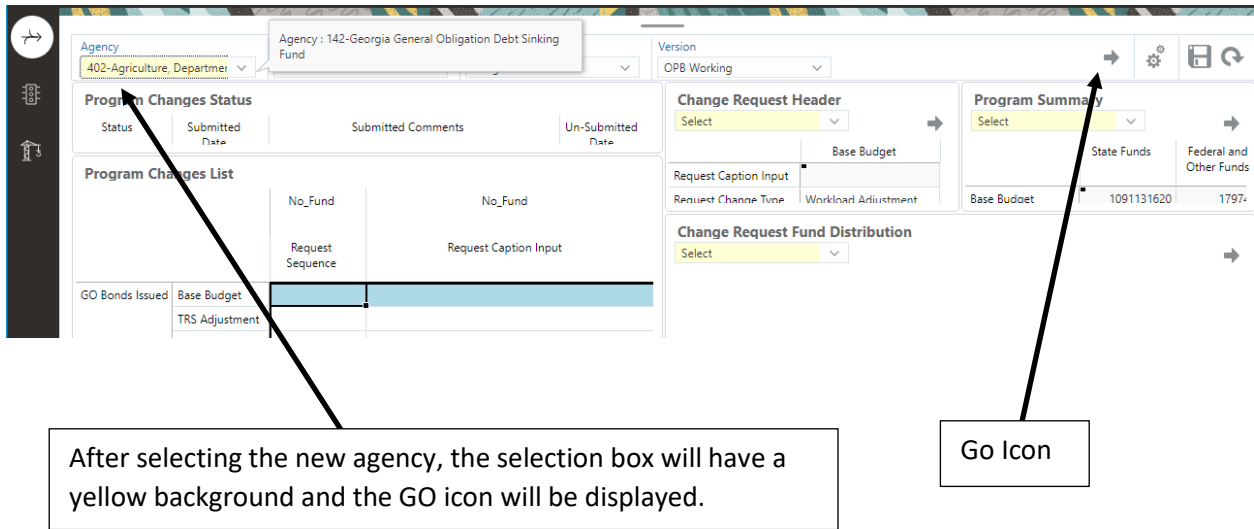 Agency
402-Agriculture, Departmer
Agency : 142-Georgia General Obligation Debt Sinking
Fund
Version
OPB Working
Program Changes Status
Status
Submitted
Date
Submitted Comments
Un-Submitted
Date
Program Changes List
No_Fund
No_Fund
Request
Sequence
Request Caption Input
GO Bonds Issued
Base Budget
TRS Adjustment
Change Request Header
Select
Base Budget
Request Caption Input
Request Change Type
Workload Adjustment
Program Summary
Select
State Funds
Federal and
Other Funds
Base Budget
1091131620
17974
Change Request Fund Distribution
Select
After selecting the new agency, the selection box will have a
yellow background and the GO icon will be displayed.
Go Icon